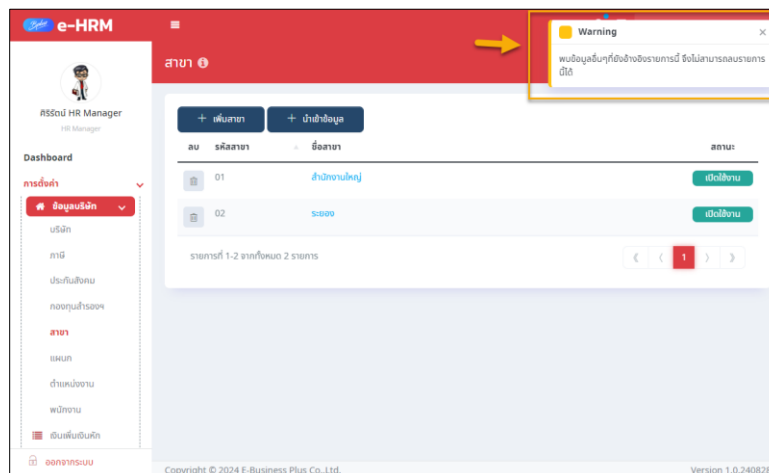 Byplus e-HRM
Warning
พบข้อมูลอื่นๆที่ยังอ้างอิงรายการนี้ จึงไม่สามารถลบรายการ
นี้ได้
สาขา
ศิริรัตน์ HR Manager
HR Manager
Dashboard
การตั้งค่า
ข้อมูลบริษัท
บริษัท
ภาษี
ประกันสังคม
กองทุนสำรองฯ
สาขา
แผนก
ตำแหน่งงาน
พนักงาน
เงินเพิ่มเงินหัก
ออกจากระบบ
เพิ่มสาขา
นำเข้าข้อมูล
ลบ รหัสสาขา ชื่อสาขา สถานะ
01 สำนักงานใหญ่ เปิดใช้งาน
02 ระยอง เปิดใช้งาน
รายการที่ 1-2 จากทั้งหมด 2 รายการ
1
Copyright © 2024 E-Business Plus Co.,Ltd.
Version 1.0.240828